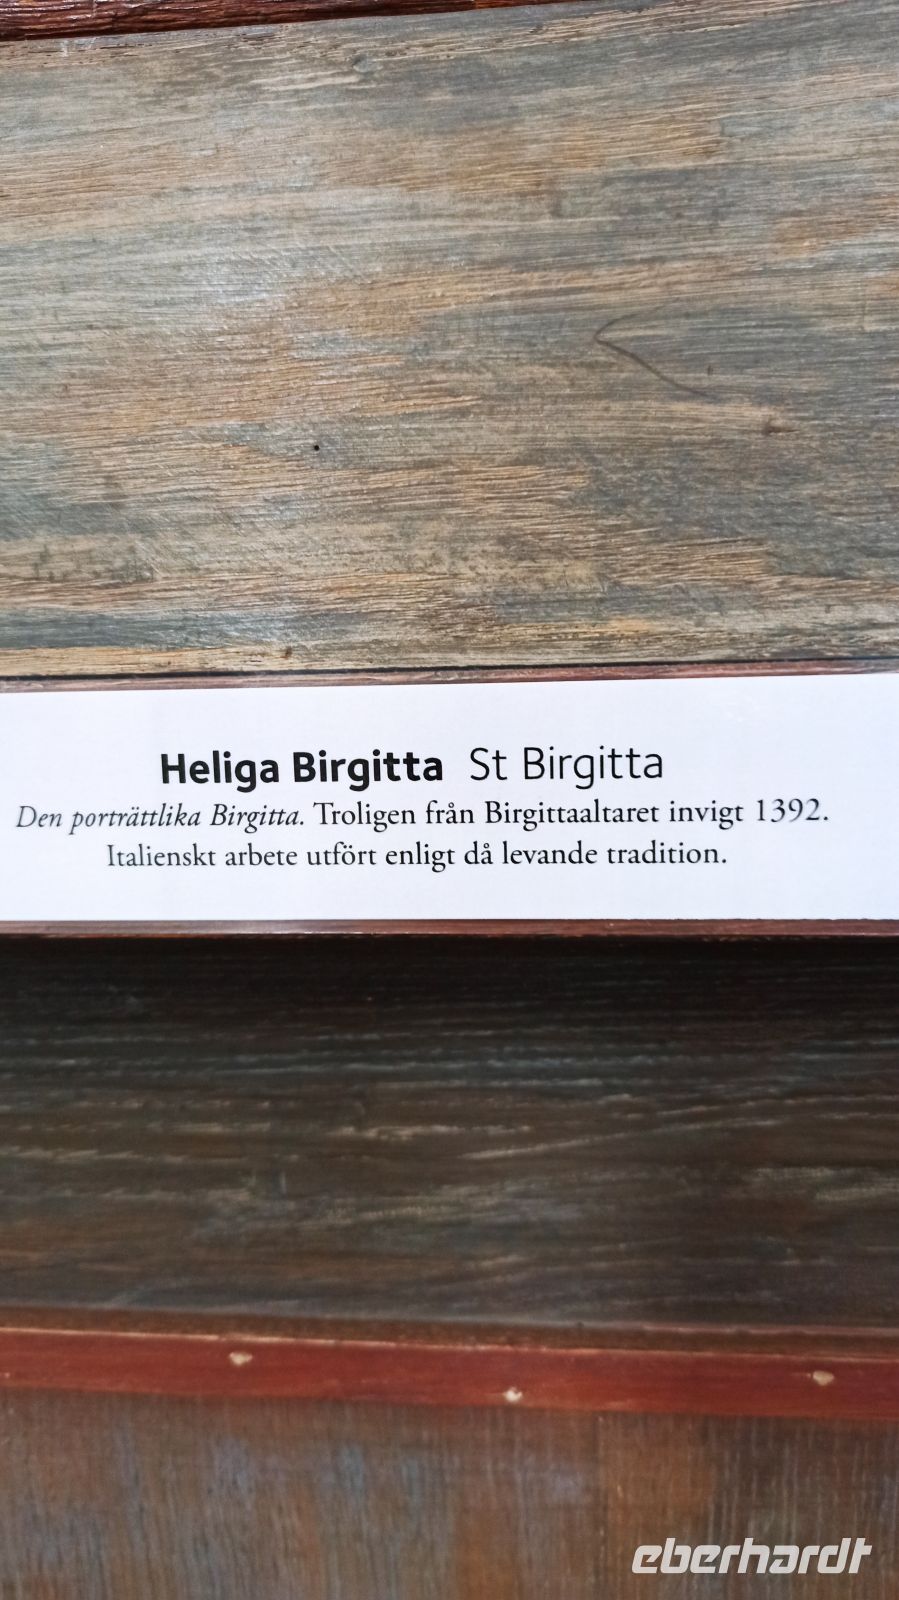 Heliga Birgitta St Birgitta
Den porträttlika Birgitta. Troligen från Birgittaaltaret invigt 1392.
Italienskt arbete utfört enligt då levande tradition.
eberhardt